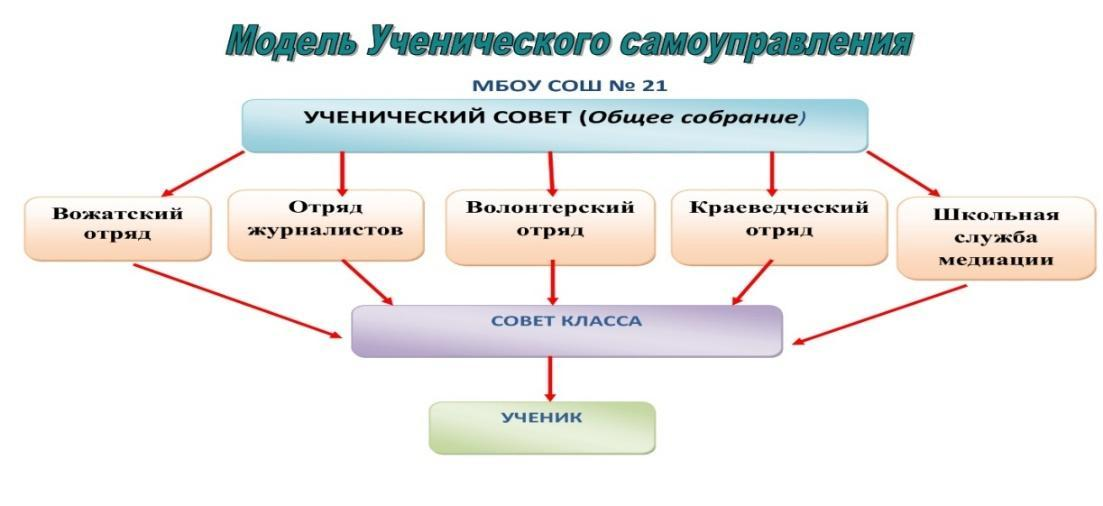 Модель Ученического самоуправления
МБОУ СОШ № 21
УЧЕНИЧЕСКИЙ СОВЕТ (Общее собрание)
Вожатский
отряд
Отряд
журналистов
Волонтерский
отряд
Краеведческий
отряд
Школьная
служба
медиации
СОВЕТ КЛАССА
УЧЕНИК